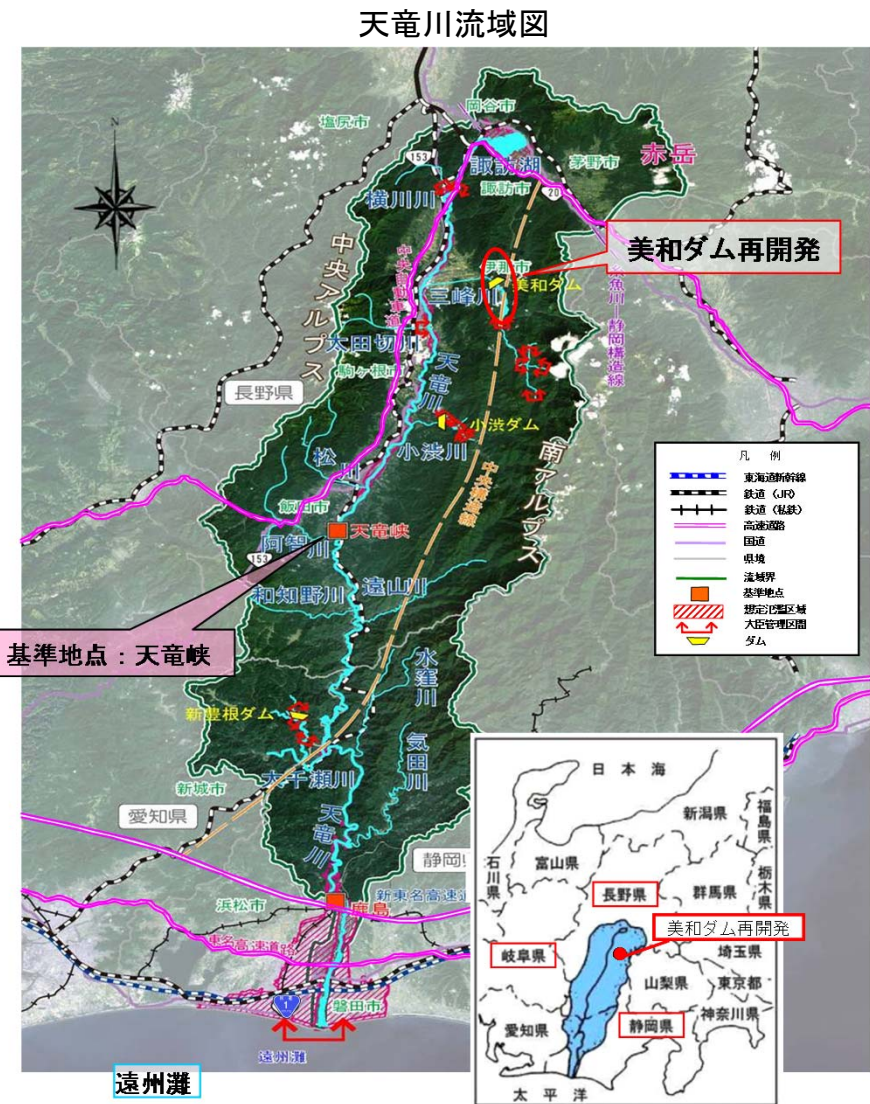 天竜川流域図
岡谷市
塩尻市
N
153
諏訪湖
茅野市
赤岳
諏訪市
20
横川川
中央アルプス
中央自動車道
美和ダム再開発
伊那市
美和ダム
三峰川
糸魚川ー静岡構造線
太田切川
駒ヶ根市
天竜川
長野県
小渋ダム
小渋川
南アルプス
中央構造線
松川
飯田市
天竜峡
阿智川
153
遠山川
和知野川
基準地点：天竜峡
水窪川
新豊根ダム
気田川
大千瀬川
新城市
愛知県
天竜川
静岡県
新東名高速道
鹿島
浜松市
東名高速道路
1
磐田市
遠州灘
遠州灘
凡 例
東海道新幹線
鉄道（JR）
鉄道（私鉄）
高速道路
国道
県境
流域界
基準地点
想定氾濫区域
大臣管理区間
ダム
日本海
新潟県
福島県
石川県
富山県
栃木県
長野県
群馬県
美和ダム再開発
岐阜県
埼玉県
山梨県
東京都
愛知県
静岡県
神奈川県
太平洋